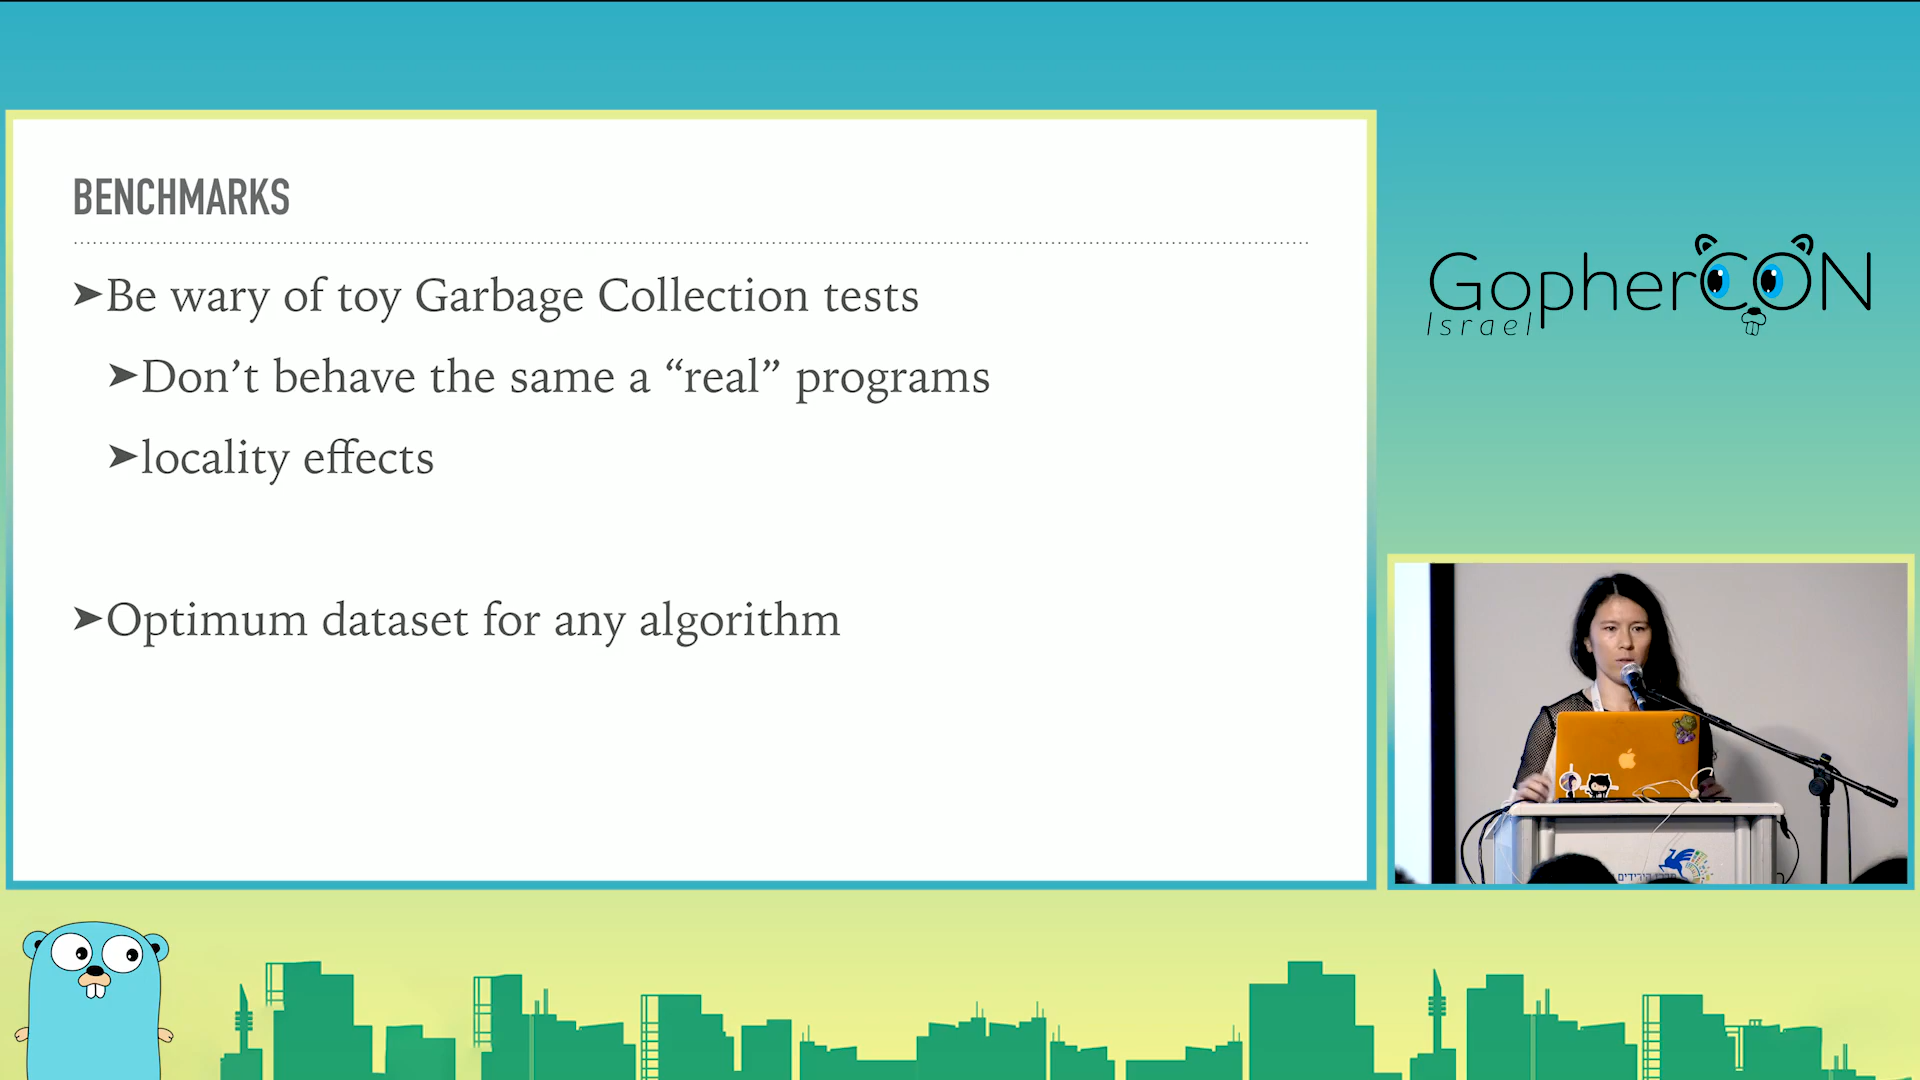 BENCHMARKS
➤Be wary of toy Garbage Collection tests
➤Don’t behave the same a “real” programs
➤locality effects
➤Optimum dataset for any algorithm
GopherCON
Israel